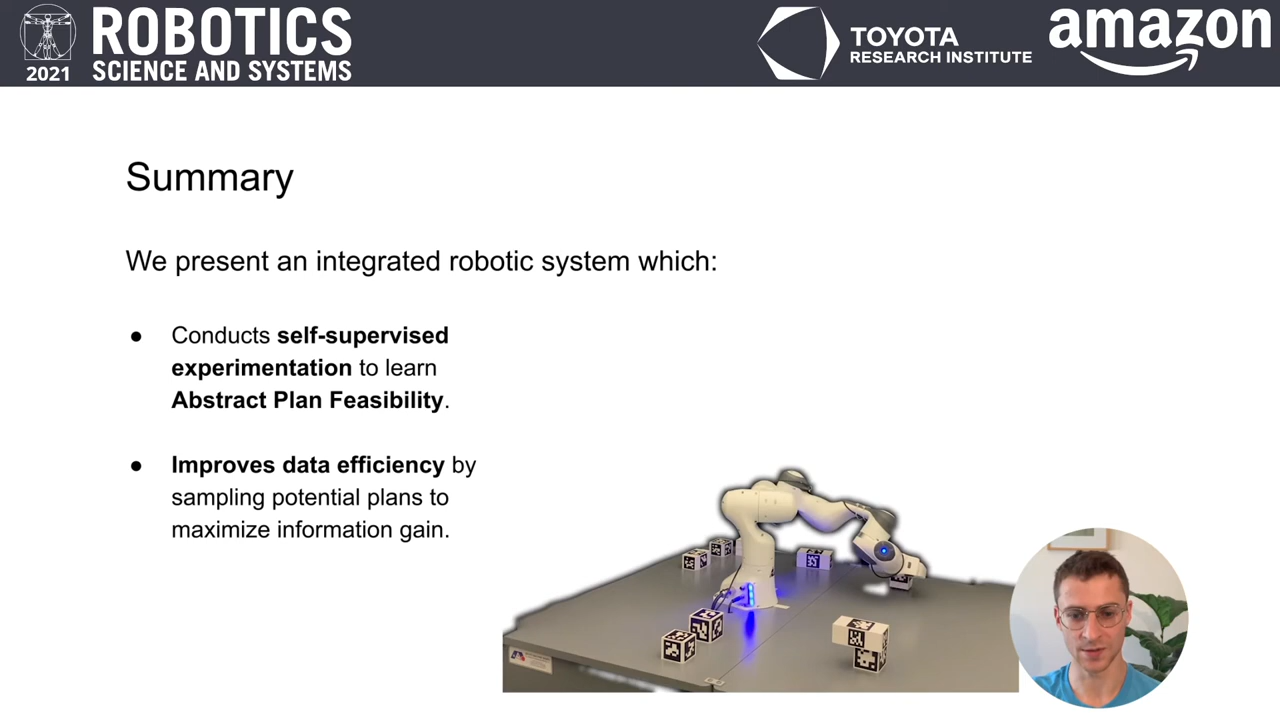 ROBOTICS
2021 SCIENCE AND SYSTEMS
TOYOTA
RESEARCH INSTITUTE
amazon
Summary
We present an integrated robotic system which:
● Conducts self-supervised
experimentation to learn
Abstract Plan Feasibility.
● Improves data efficiency by
sampling potential plans to
maximize information gain.